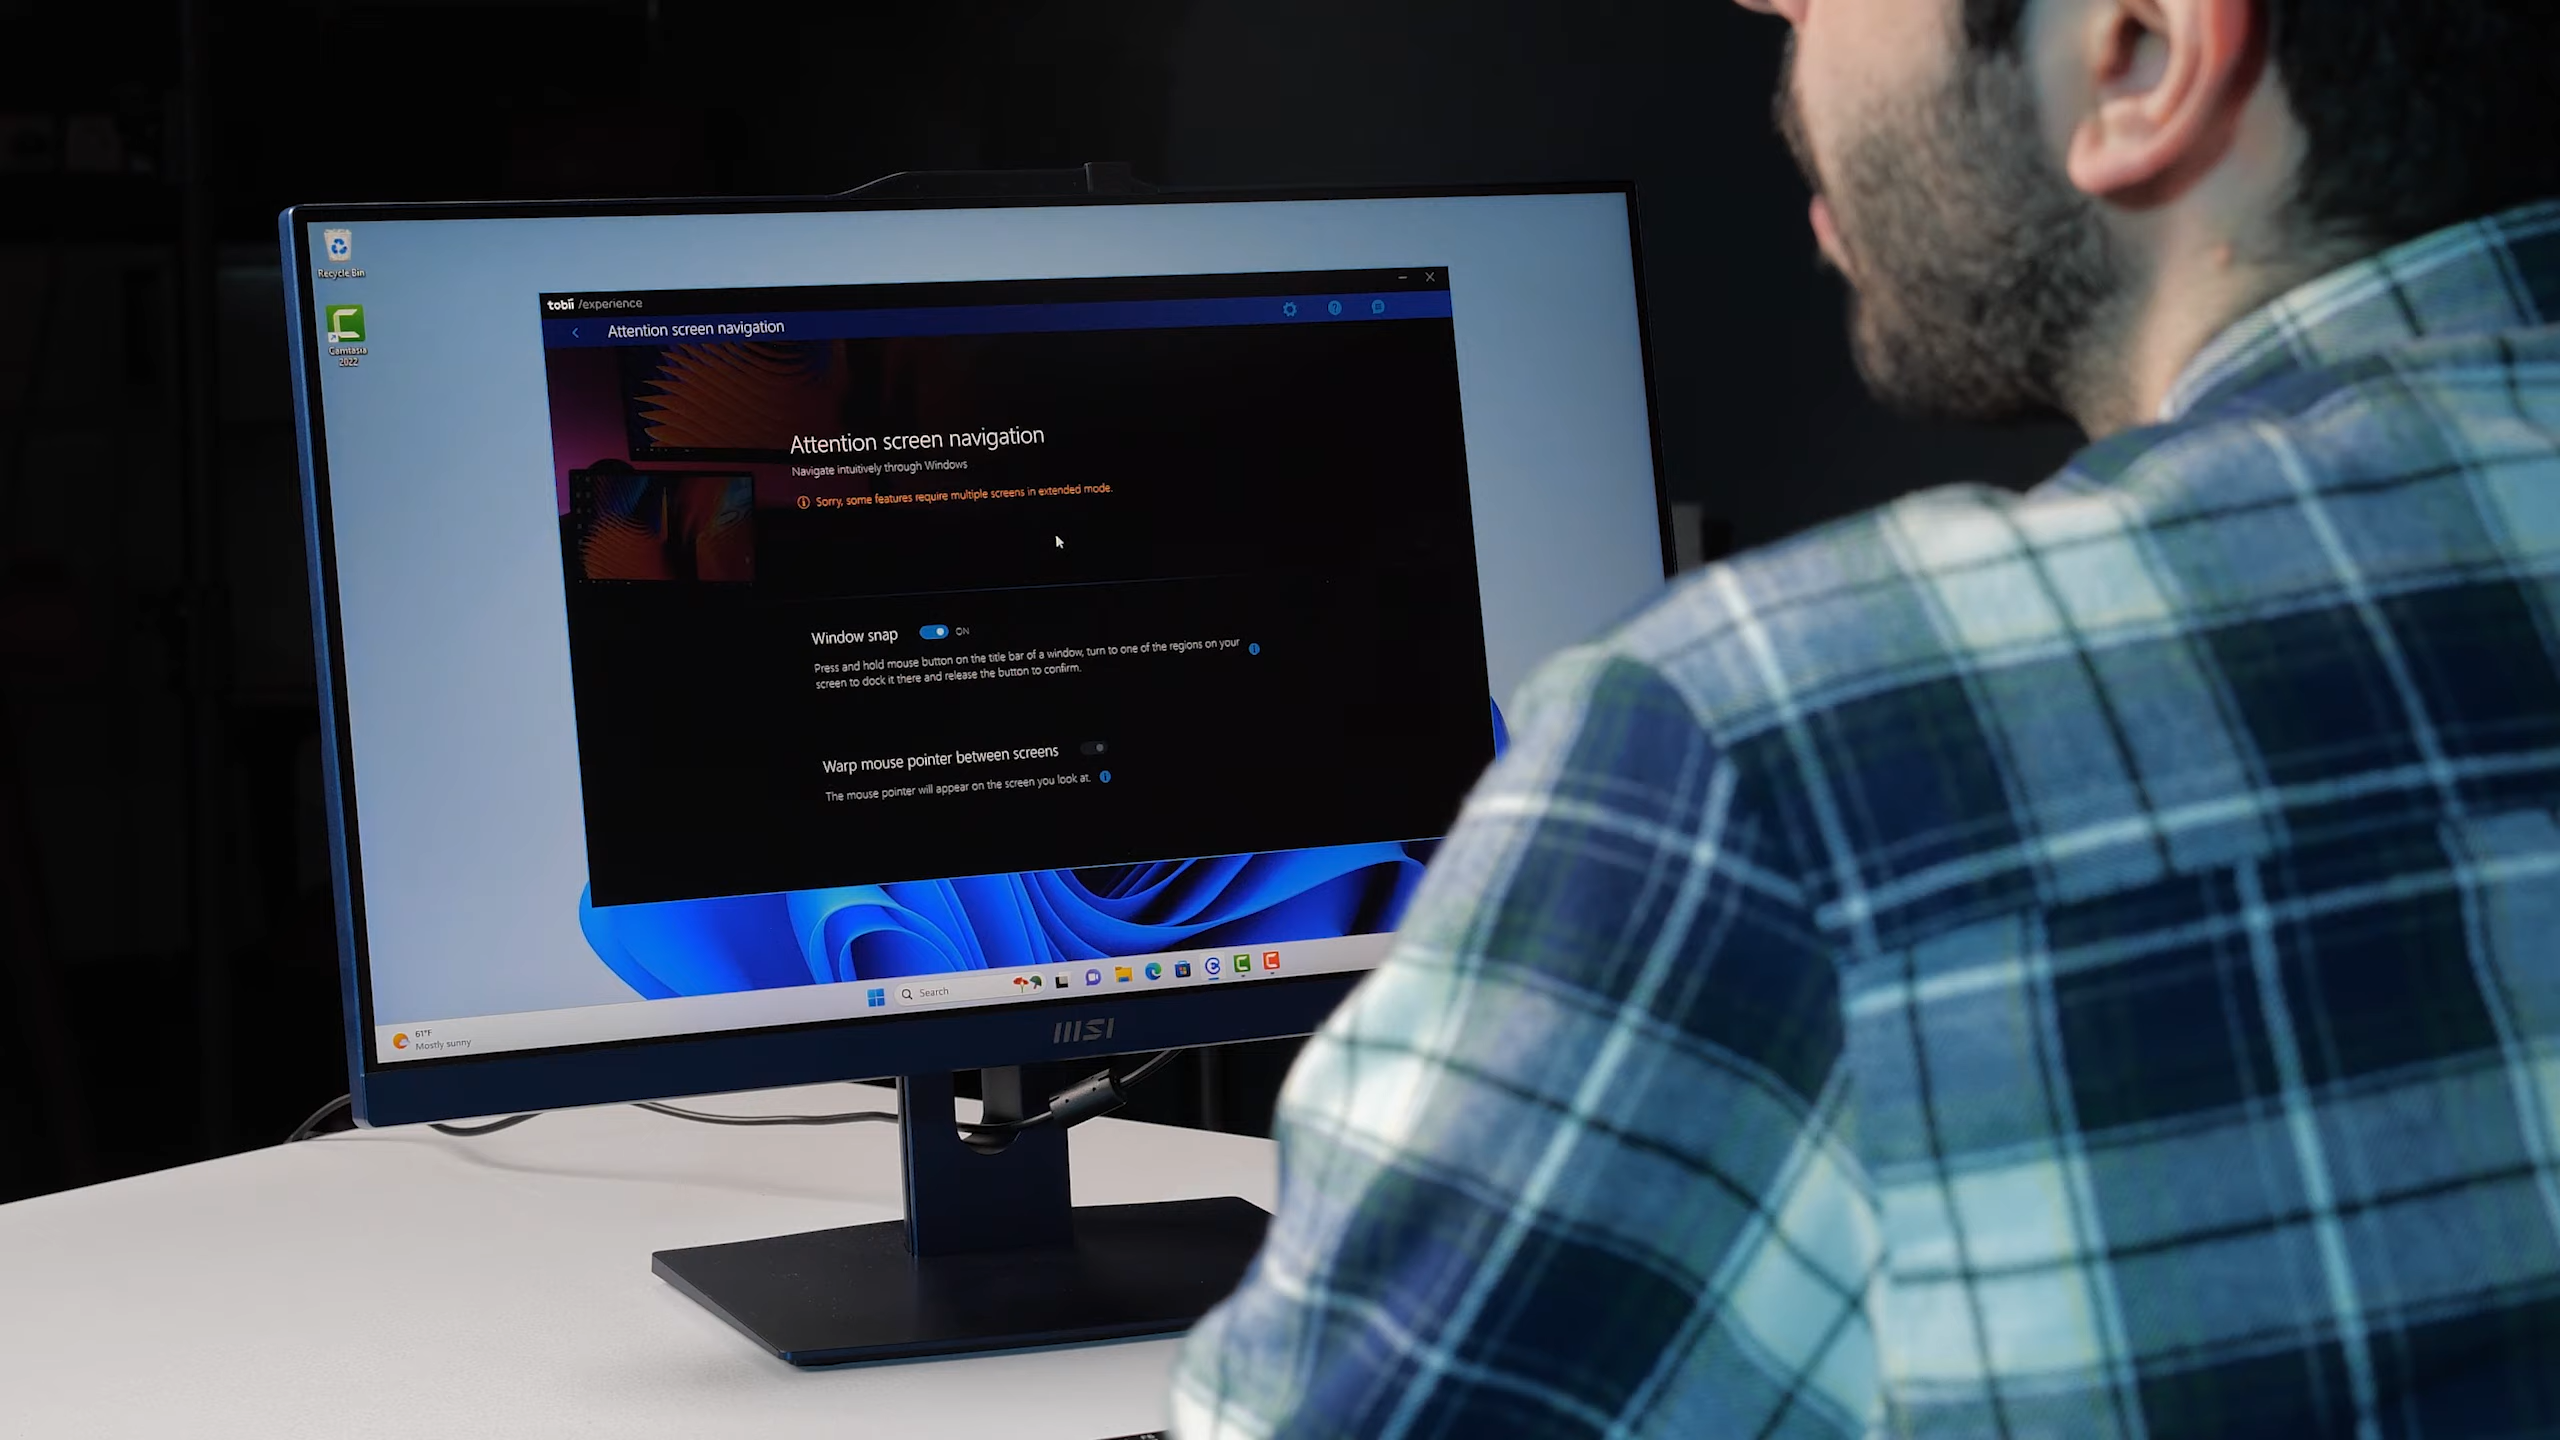 Recycle Bin
Camtasia
2022
tobii /experience
Attention screen navigation
Attention screen navigation
Navigate intuitively through Windows
Sorry, some features require multiple screens in extended mode.
Window snap ON
Press and hold mouse button on the title bar of a window, turn to one of the regions on your
screen to dock it there and release the button to confirm.
Warp mouse pointer between screens
The mouse pointer will appear on the screen you look at.
Search
61°F
Mostly sunny
msi